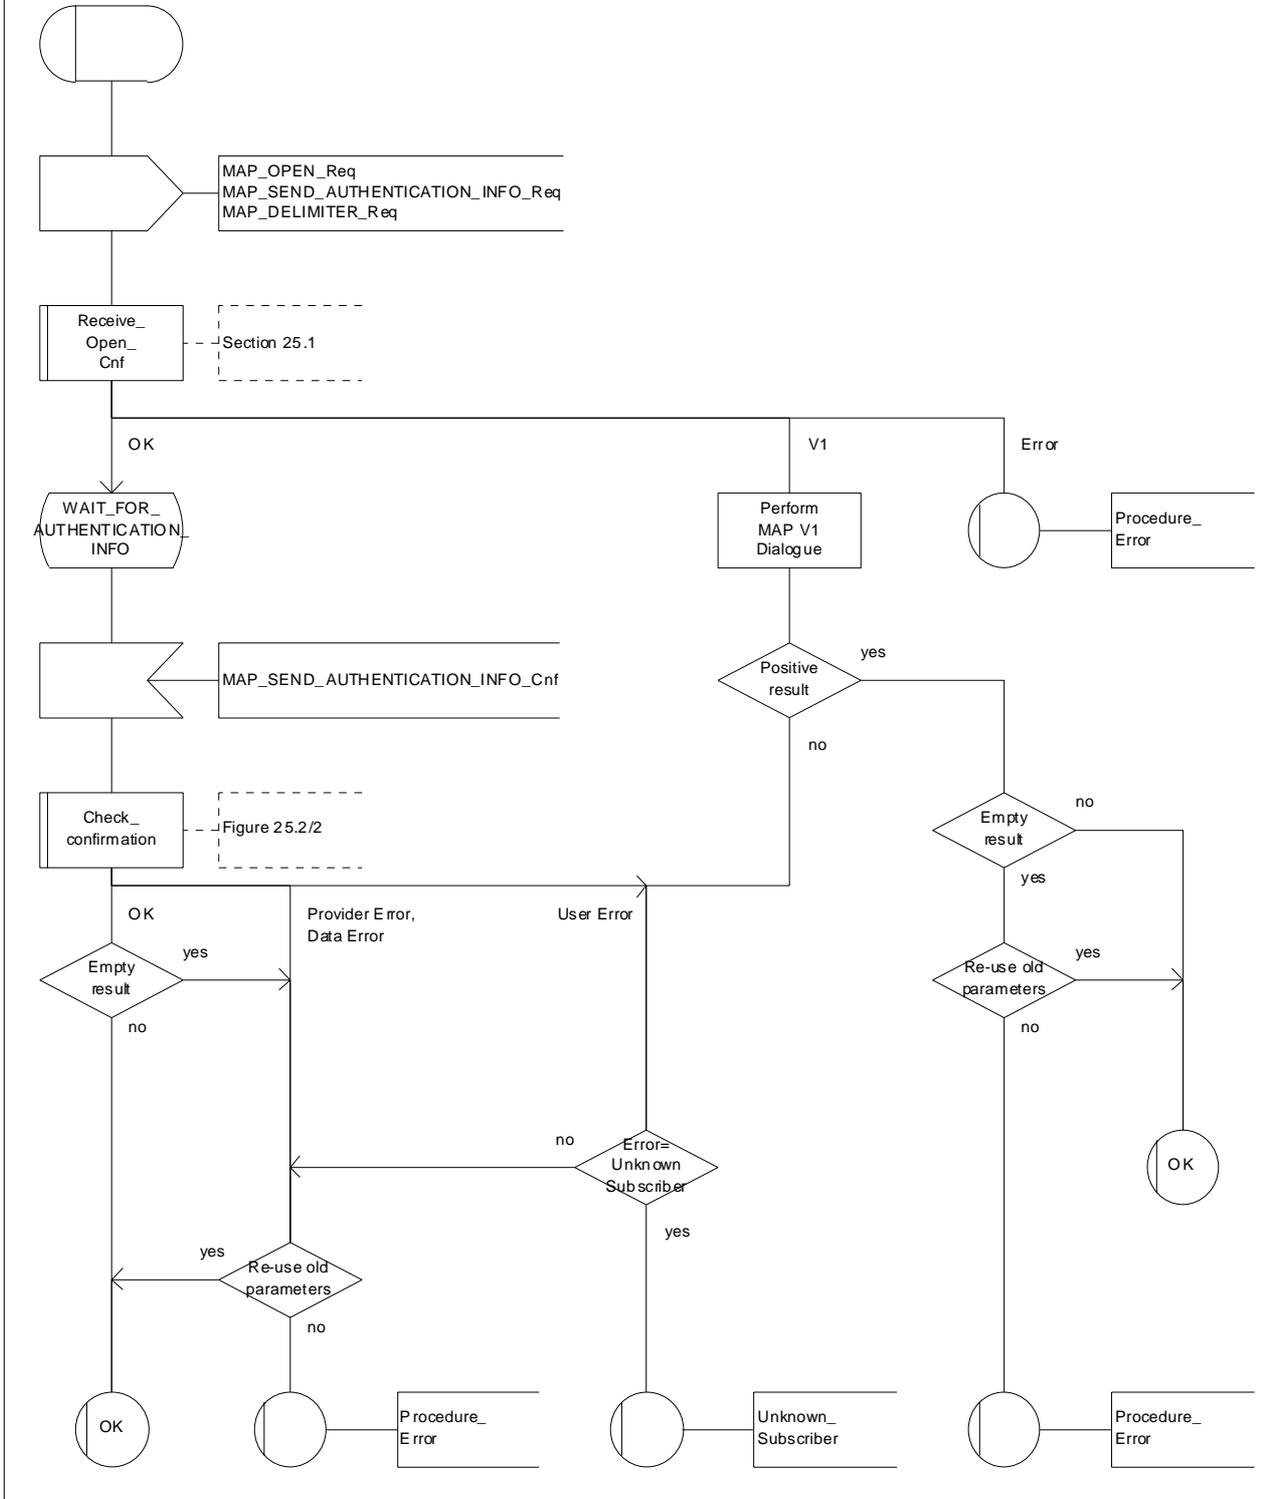 MAP_OPEN_Req
MAP_SEND_AUTHENTICATION_INFO_Req
MAP_DELIMITER_Req
Receive_
Open_
Cnf
Section 25.1
OK
V1
Error
WAIT_FOR_
AUTHENTICATION_
INFO
Perform
MAP V1
Dialogue
Procedure_
Error
MAP_SEND_AUTHENTICATION_INFO_Cnf
Positive
result
yes
no
Check_
confirmation
Figure 25.2/2
Empty
result
no
yes
OK
Provider Error,
Data Error
User Error
Empty
result
yes
no
Re-use old
parameters
yes
no
no
Error=
Unknown
Subscriber
yes
OK
yes
Re-use old
parameters
no
OK
Procedure_
Error
Unknown_
Subscriber
Procedure_
Error